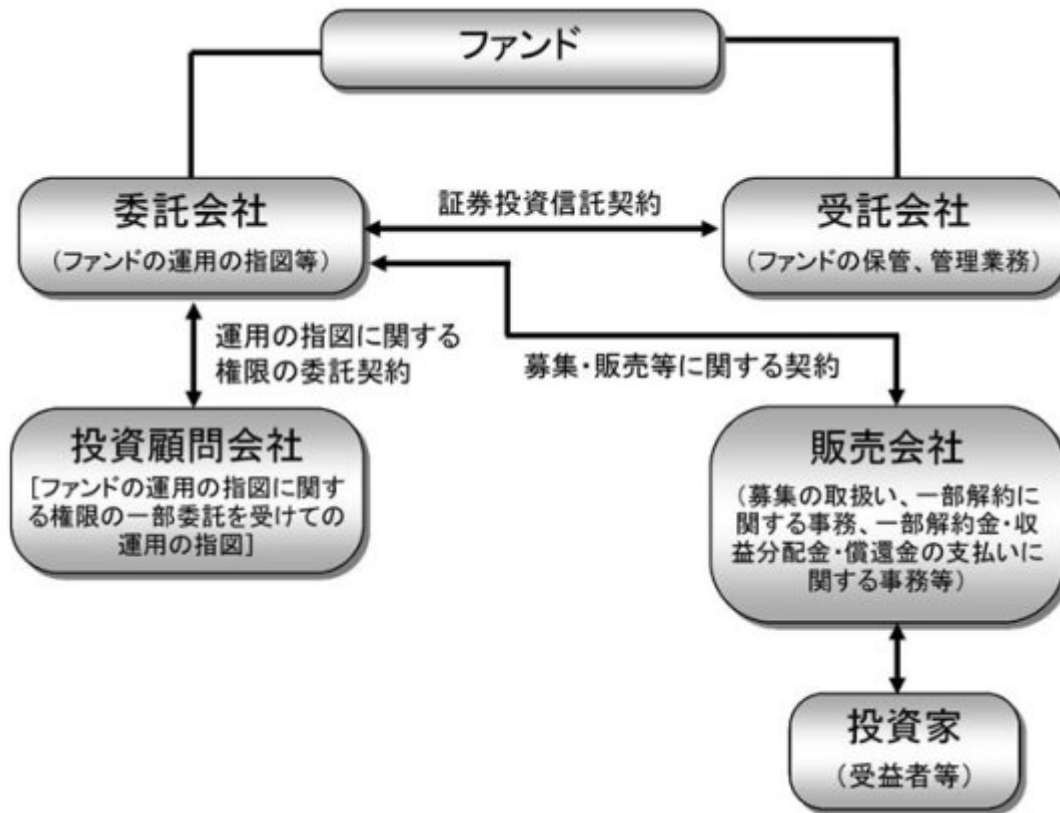 ファンド
委託会社
(ファンドの運用の指図等)
証券投資信託契約
受託会社
(ファンドの保管、管理業務)
運用の指図に関する
権限の委託契約
募集・販売等に関する契約
投資顧問会社
[ファンドの運用の指図に関す
る権限の一部委託を受けての
運用の指図]
販売会社
(募集の取扱い、一部解約に
関する事務、一部解約金・収
益分配金・償還金の支払いに
関する事務等)
投資家
(受益者等)